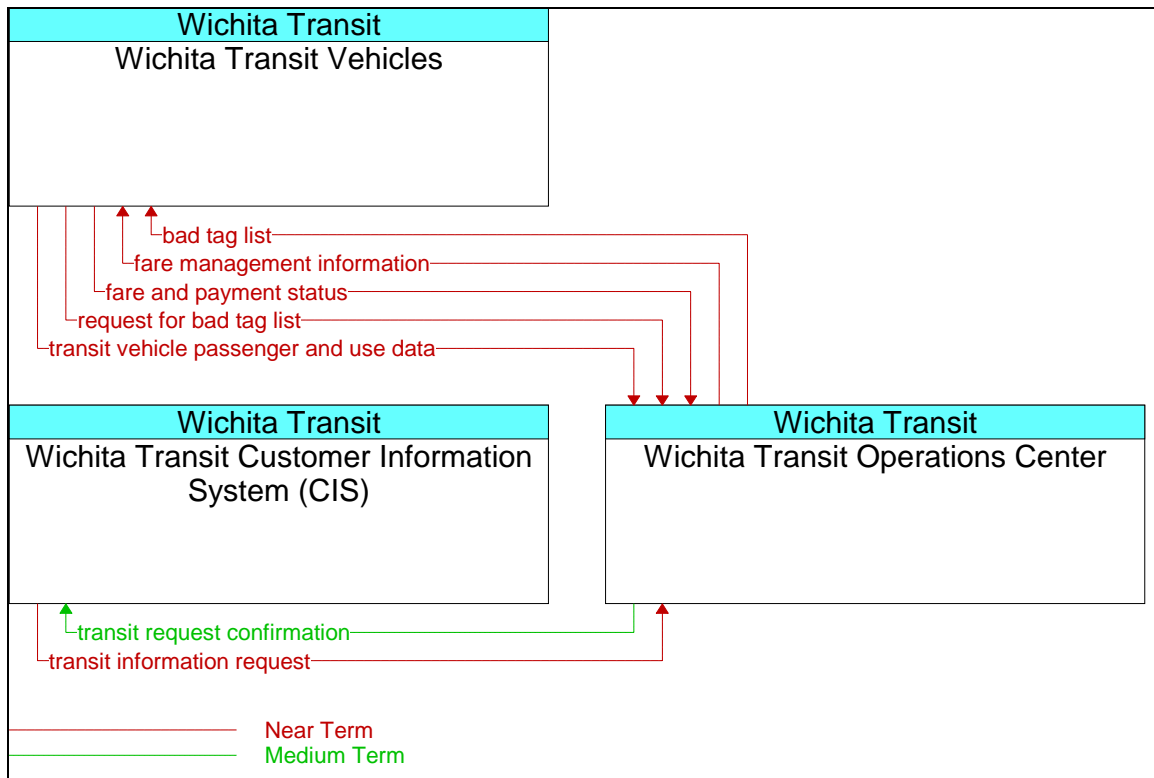 Wichita Transit
Wichita Transit Vehicles
bad tag list
fare management information
fare and payment status
request for bad tag list
transit vehicle passenger and use data
Wichita Transit
Wichita Transit Customer Information
System (CIS)
Wichita Transit
Wichita Transit Operations Center
transit request confirmation
transit information request
Near Term
Medium Term